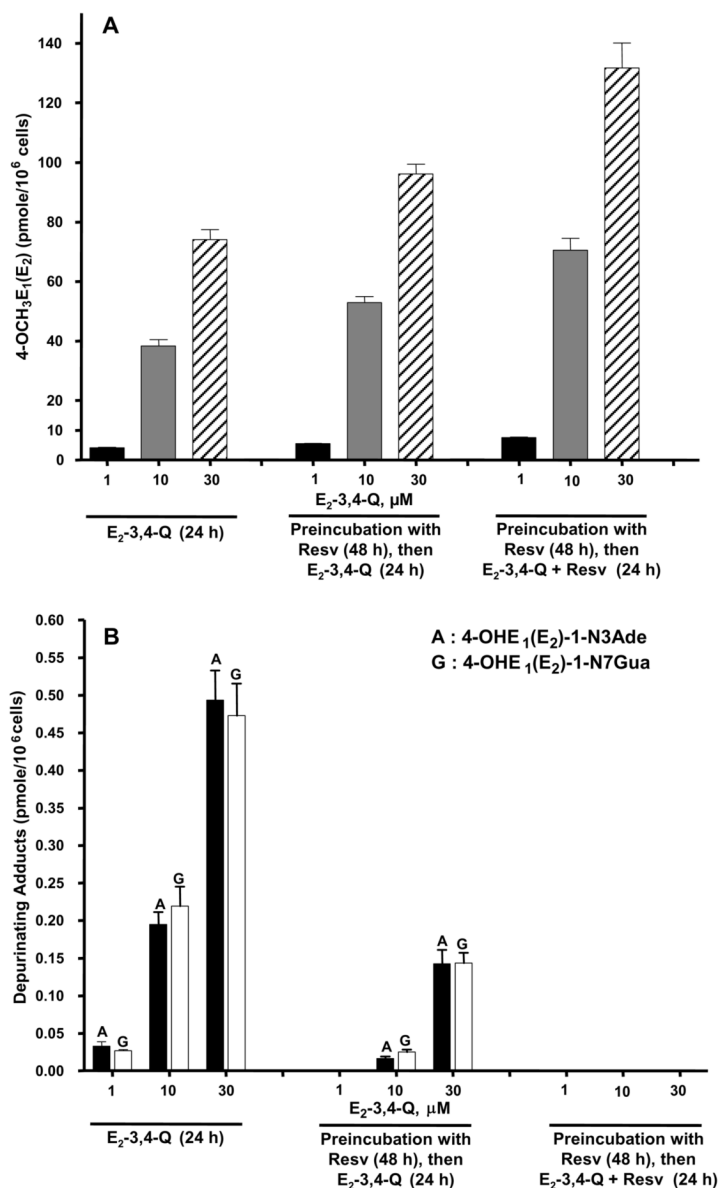 A
4-OCH₃E₁(E₂) (pmole/10⁶ cells)
140
120
100
80
60
40
20
10
0
1 10 30 1 10 30 1 10 30
E₂-3,4-Q, µM
E₂-3,4-Q (24 h)
Preincubation with
Resv (48 h), then
E₂-3,4-Q (24 h)
Preincubation with
Resv (48 h), then
E₂-3,4-Q + Resv (24 h)
B
A : 4-OHE₁(E₂)-1-N3Ade
G : 4-OHE₁(E₂)-1-N7Gua
Depurinating Adducts (pmole/10⁶cells)
0.60
0.55
0.50
0.45
0.40
0.35
0.30
0.25
0.20
0.15
0.10
0.05
0.00
A G A G A G A G A G
1 10 30 1 10 30 1 10 30
E₂-3,4-Q, µM
E₂-3,4-Q (24 h)
Preincubation with
Resv (48 h), then
E₂-3,4-Q (24 h)
Preincubation with
Resv (48 h), then
E₂-3,4-Q + Resv (24 h)